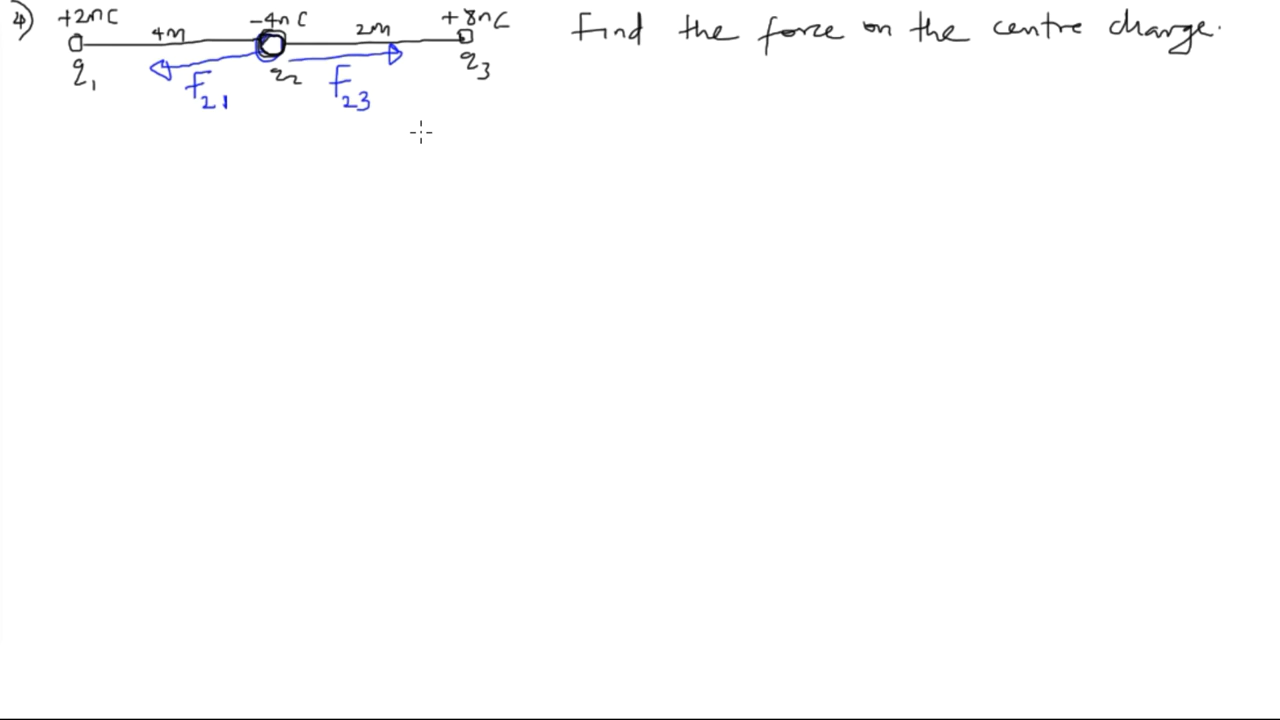 4) +2nC -4nC +8nC Find the force on the centre charge.
4m 2m
q1 q2 q3
F21 F23